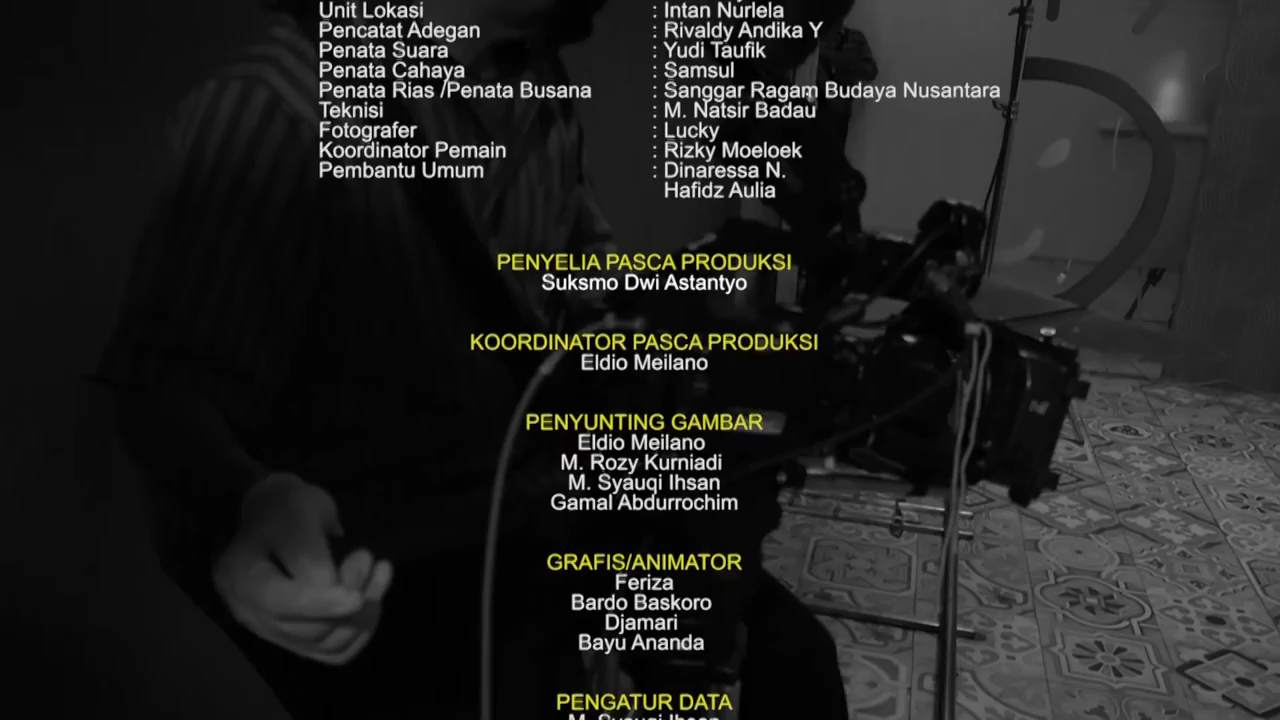 Unit Lokasi : Intan Nurlela
Pencatat Adegan : Rivaldy Andika Y
Penata Suara : Yudi Taufik
Penata Cahaya : Samsul
Penata Rias /Penata Busana : Sanggar Ragam Budaya Nusantara
Teknisi : M. Natsir Badau
Fotografer : Lucky
Koordinator Pemain : Rizky Moeloek
Pembantu Umum : Dinaressa N.
Hafidz Aulia
PENYELIA PASCA PRODUKSI
Suksmo Dwi Astantyo
KOORDINATOR PASCA PRODUKSI
Eldio Meilano
PENYUNTING GAMBAR
Eldio Meilano
M. Rozy Kurniadi
M. Syauqi Ihsan
Gamal Abdurrochim
GRAFIS/ANIMATOR
Feriza
Bardo Baskoro
Djamari
Bayu Ananda
PENGATUR DATA
M. Syauqi Ihsan